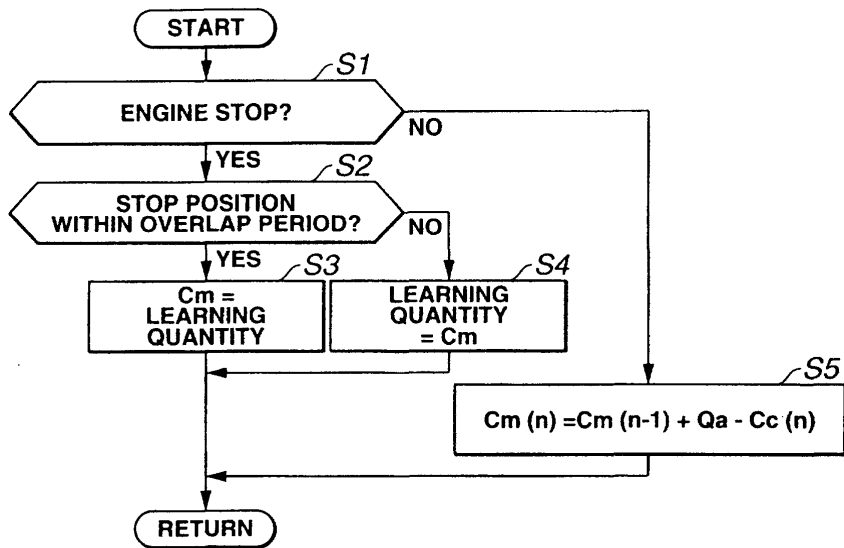 START
S1
ENGINE STOP?
NO
YES
S2
STOP POSITION
WITHIN OVERLAP PERIOD?
NO
YES
S3
Cm =
LEARNING
QUANTITY
S4
LEARNING
QUANTITY
= Cm
S5
Cm (n) =Cm (n-1) + Qa - Cc (n)
RETURN